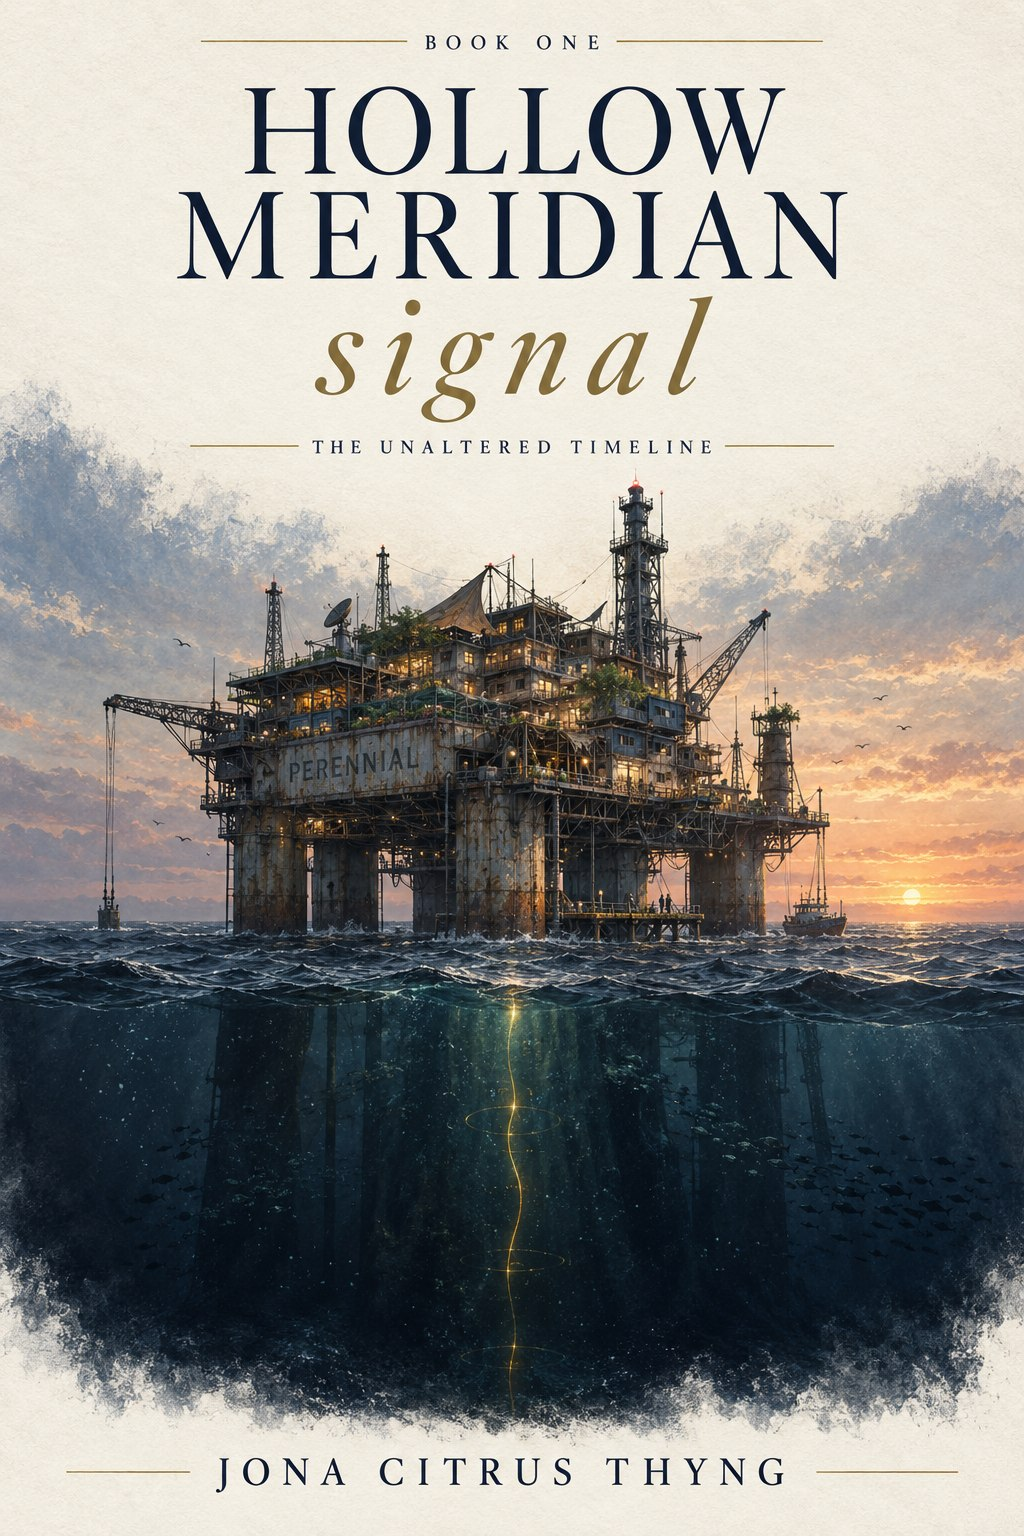 BOOK ONE
HOLLOW
MERIDIAN
signal
THE UNALTERED TIMELINE
PERENNIAL
JONA CITRUS THYNG